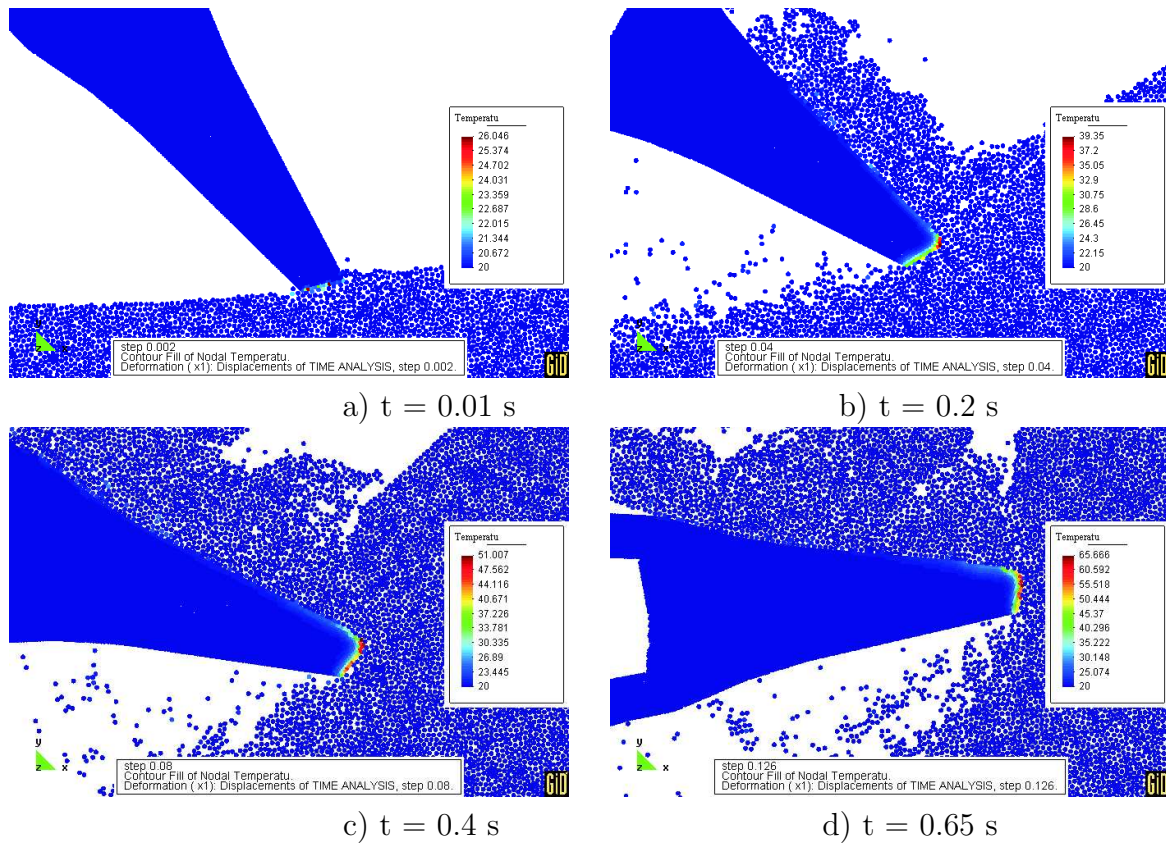 Temperatu
26.046
25.374
24.702
24.031
23.359
22.687
22.015
21.344
20.672
20
y
z x
step 0.002
Contour Fill of Nodal Temperatu.
Deformation ( x1): Displacements of TIME ANALYSIS, step 0.002.
GiD
a) t = 0.01 s
Temperatu
39.35
37.2
35.05
32.9
30.75
28.6
26.45
24.3
22.15
20
y
z x
step 0.04
Contour Fill of Nodal Temperatu.
Deformation ( x1): Displacements of TIME ANALYSIS, step 0.04.
GiD
b) t = 0.2 s
Temperatu
51.007
47.562
44.116
40.671
37.226
33.781
30.335
26.89
23.445
20
y
z x
step 0.08
Contour Fill of Nodal Temperatu.
Deformation ( x1): Displacements of TIME ANALYSIS, step 0.08.
GiD
c) t = 0.4 s
Temperatu
65.666
60.592
55.518
50.444
45.37
40.296
35.222
30.148
25.074
20
y
z x
step 0.126
Contour Fill of Nodal Temperatu.
Deformation ( x1): Displacements of TIME ANALYSIS, step 0.126.
GiD
d) t = 0.65 s